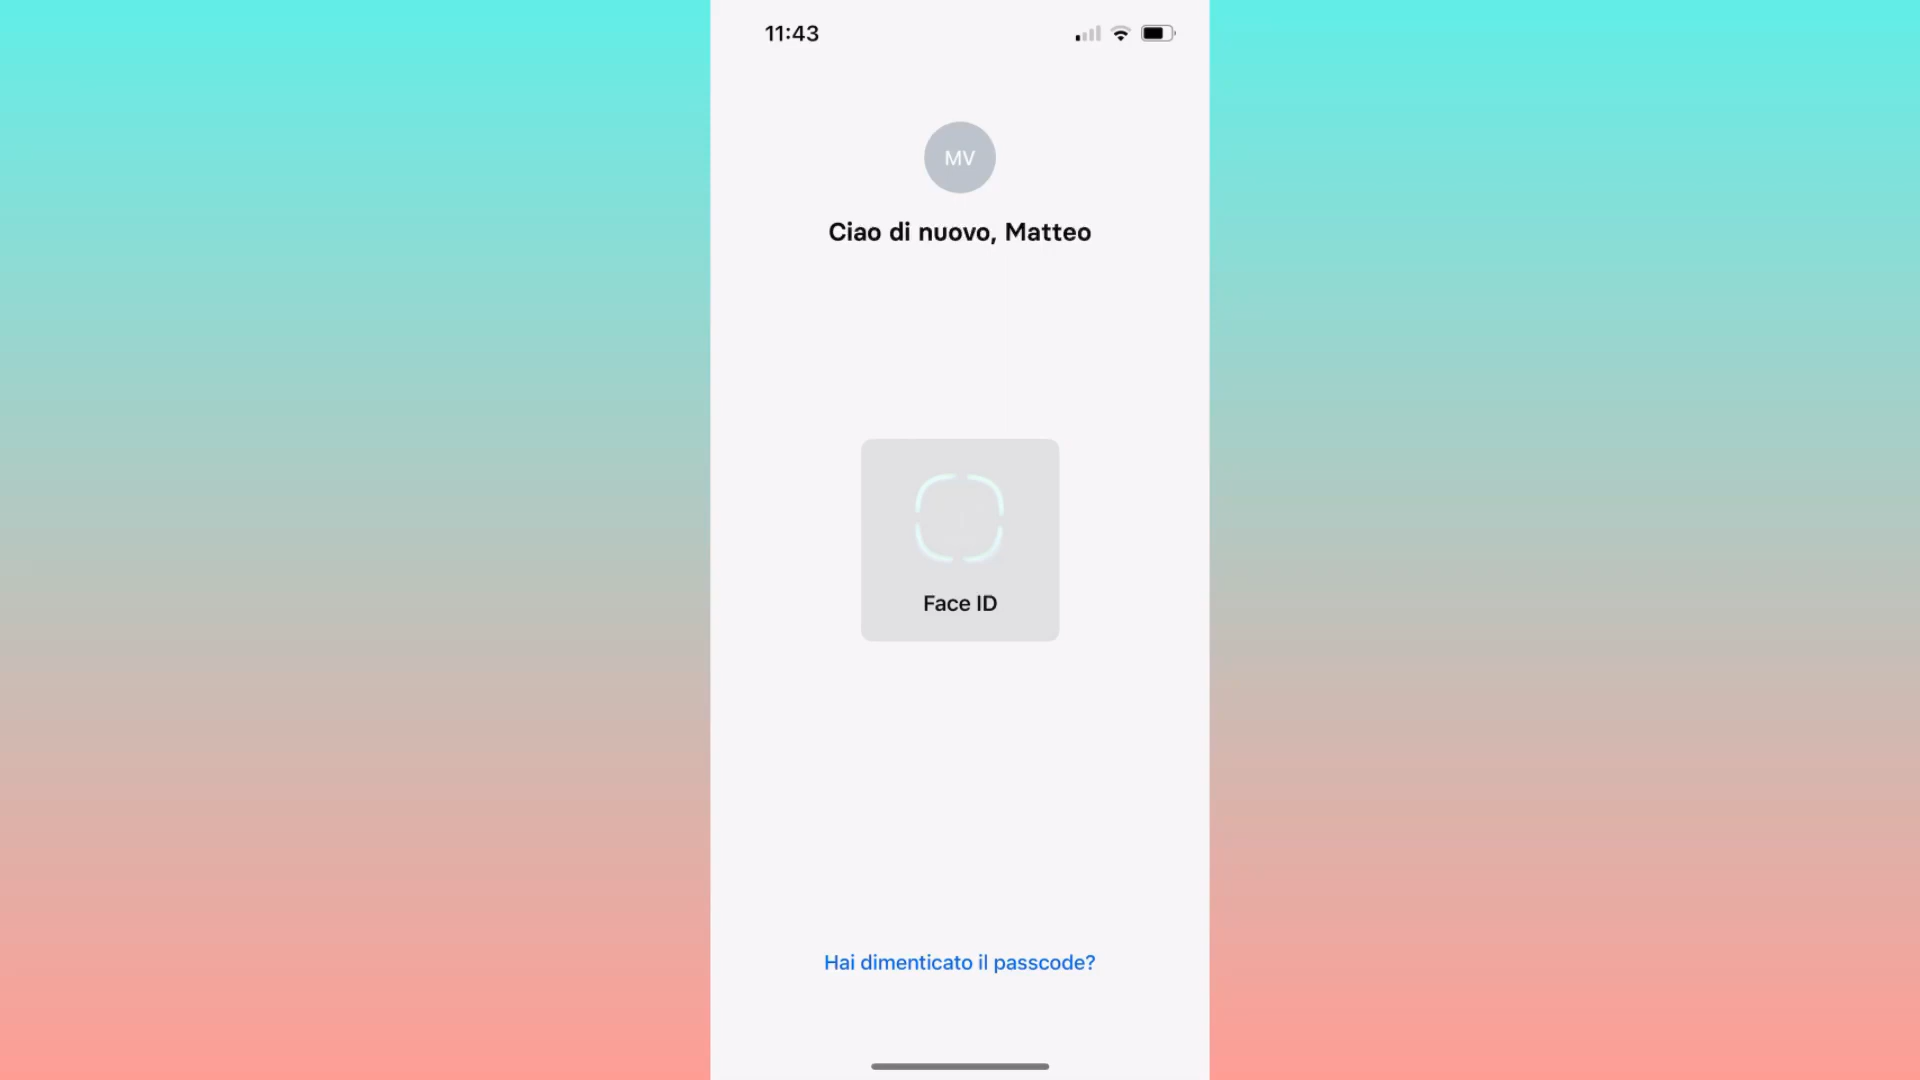 11:43
MV
Ciao di nuovo, Matteo
Face ID
Hai dimenticato il passcode?